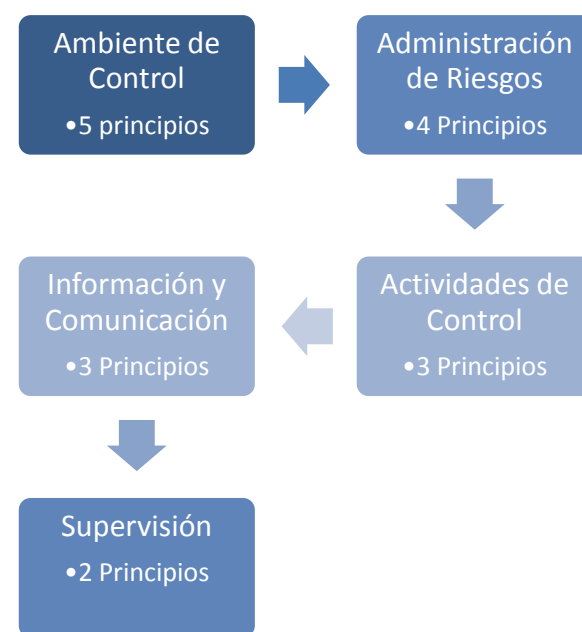 Ambiente de
Control
•5 principios
Administración
de Riesgos
•4 Principios
Actividades de
Control
•3 Principios
Información y
Comunicación
•3 Principios
Supervisión
•2 Principios